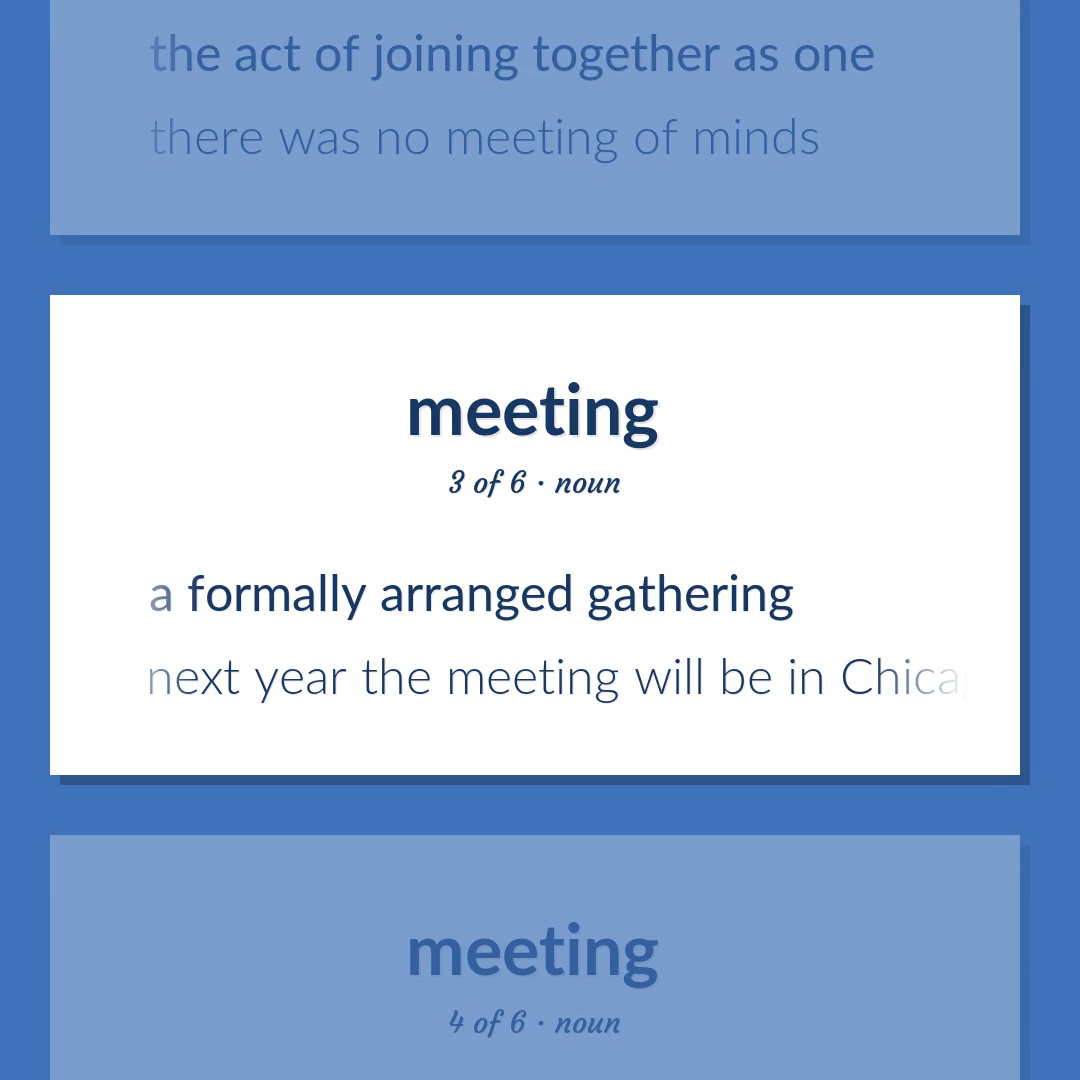 the act of joining together as one
there was no meeting of minds
meeting
3 of 6 · noun
a formally arranged gathering
next year the meeting will be in
meeting
4 of 6 · noun